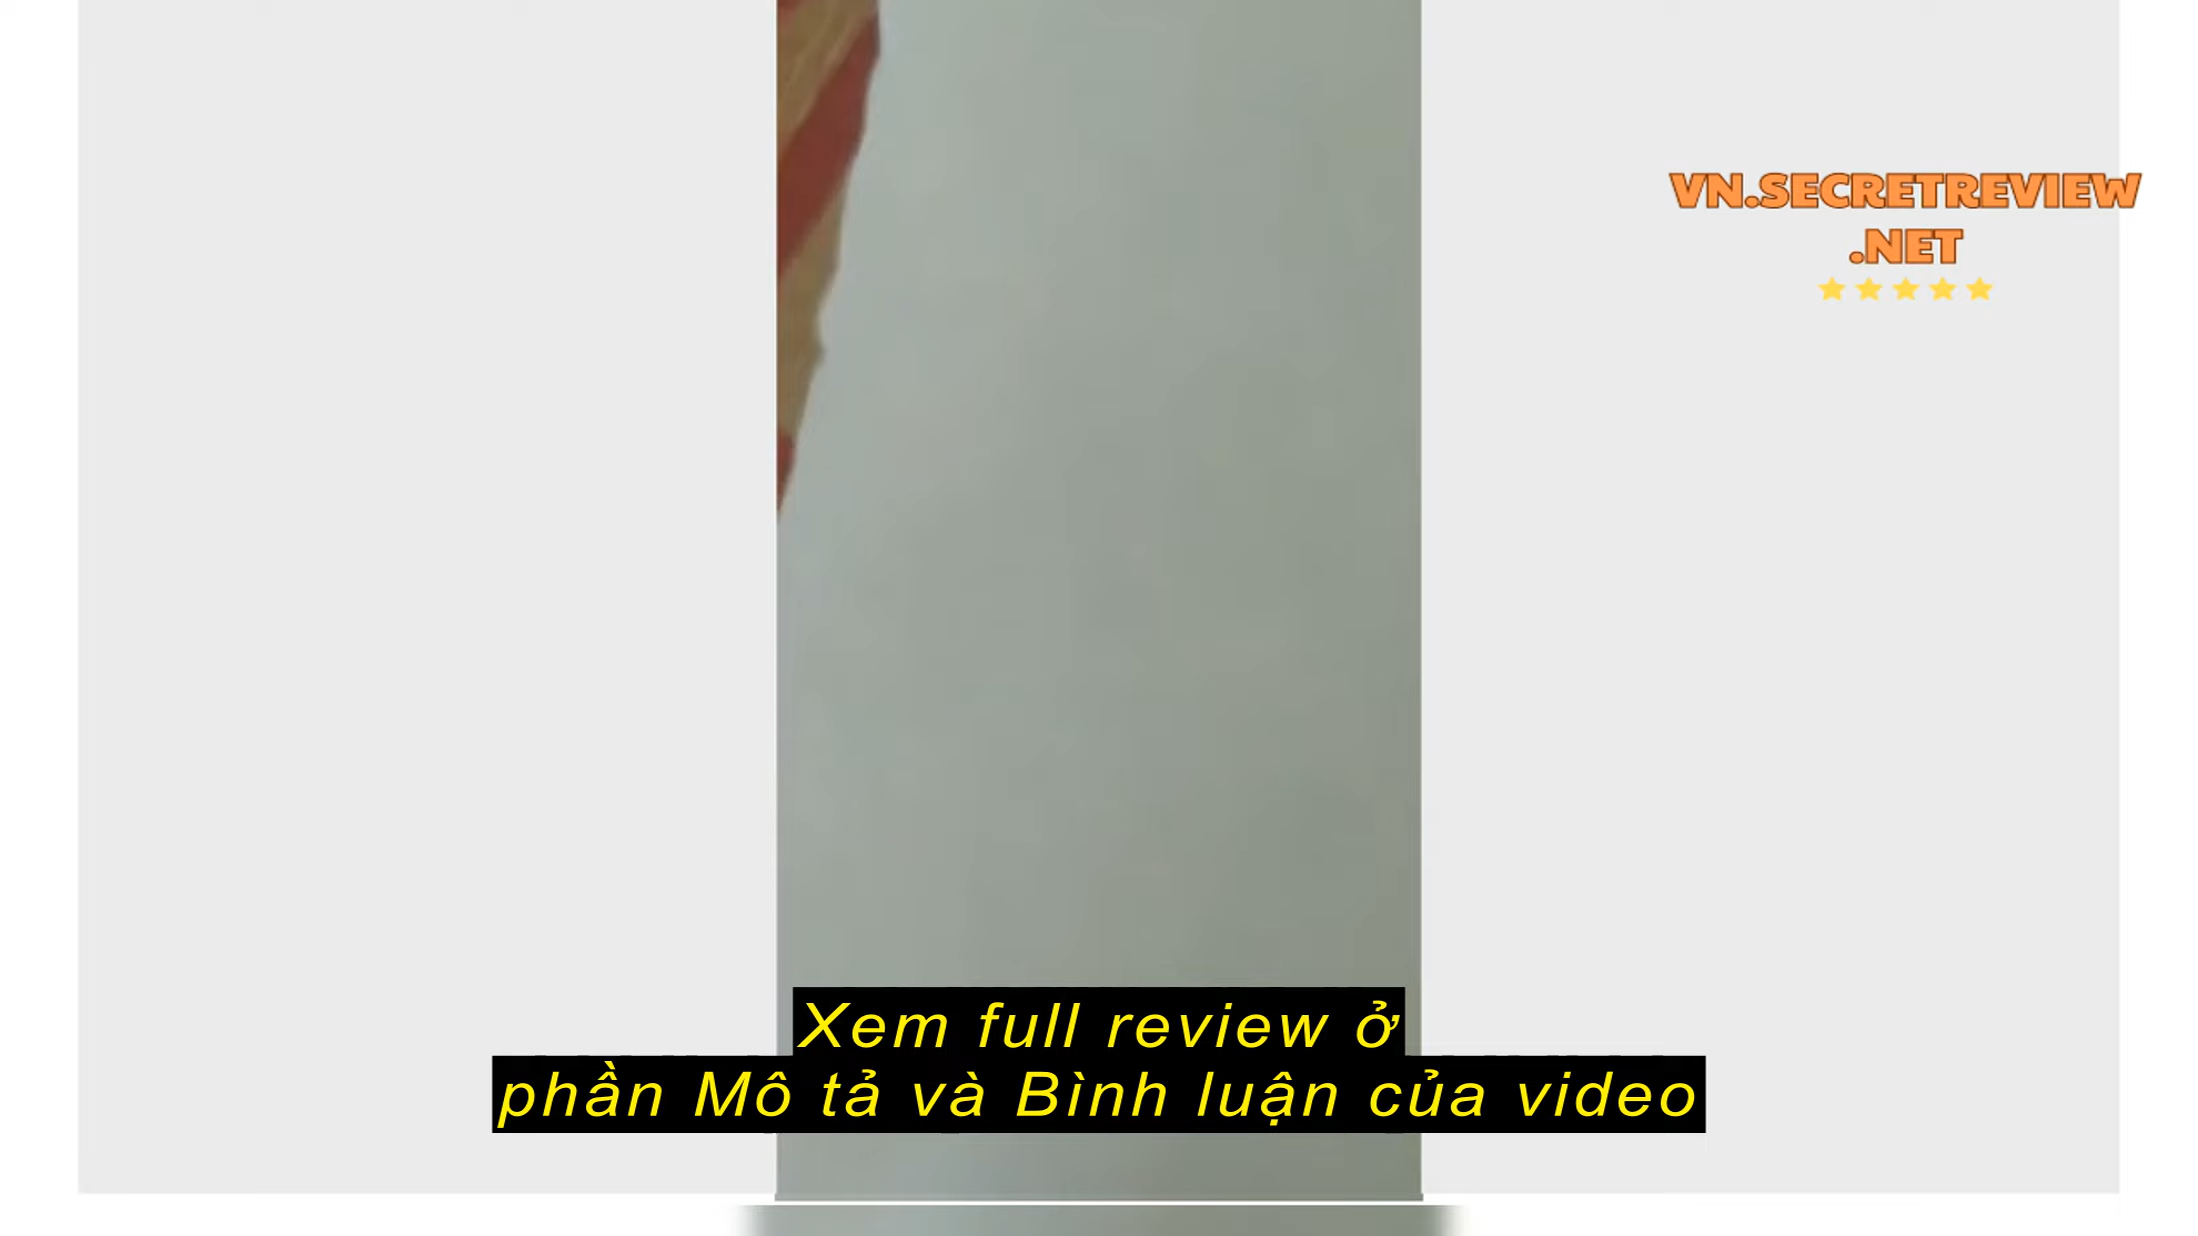 VN.SECRETREVIEW
.NET
Xem full review ở
phần Mô tả và Bình luận của video